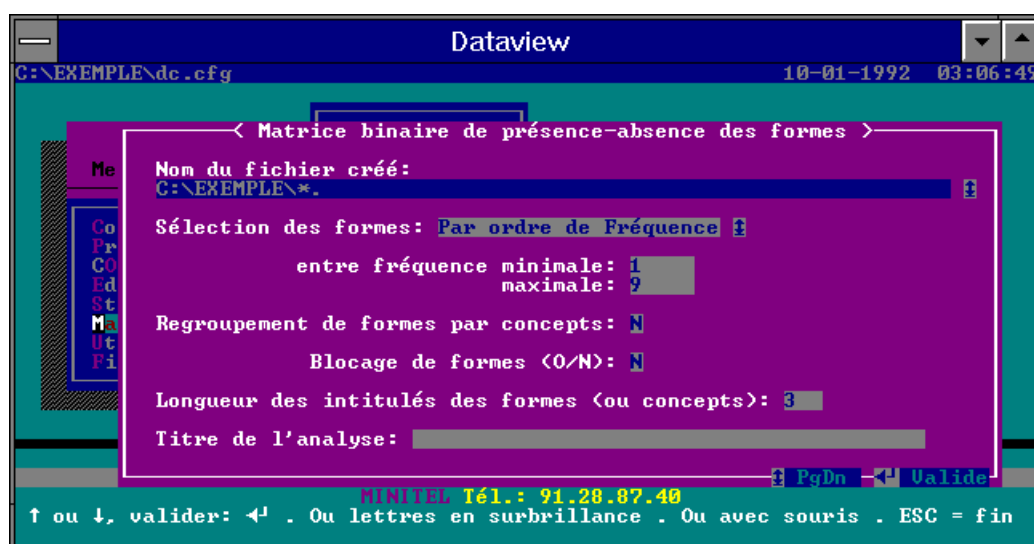 Dataview
C:\EXEMPLE\dc.cfg 10-01-1992 03:06:49
< Matrice binaire de présence-absence des formes >
Me
Nom du fichier créé:
C:\EXEMPLE\*.
Co
Sélection des formes: Par ordre de Fréquence
Pr
CO
entre fréquence minimale: 1
Ed
maximale: 9
St
Ma
Regroupement de formes par concepts: N
Ut
Fi
Blocage de formes (O/N): N
Longueur des intitulés des formes (ou concepts): 3
Titre de l'analyse:
↕ PgDn ─◄┘ Valide
MINITEL Tél.: 91.28.87.40
↑ ou ↓, valider: ◄┘ . Ou lettres en surbrillance . Ou avec souris . ESC = fin